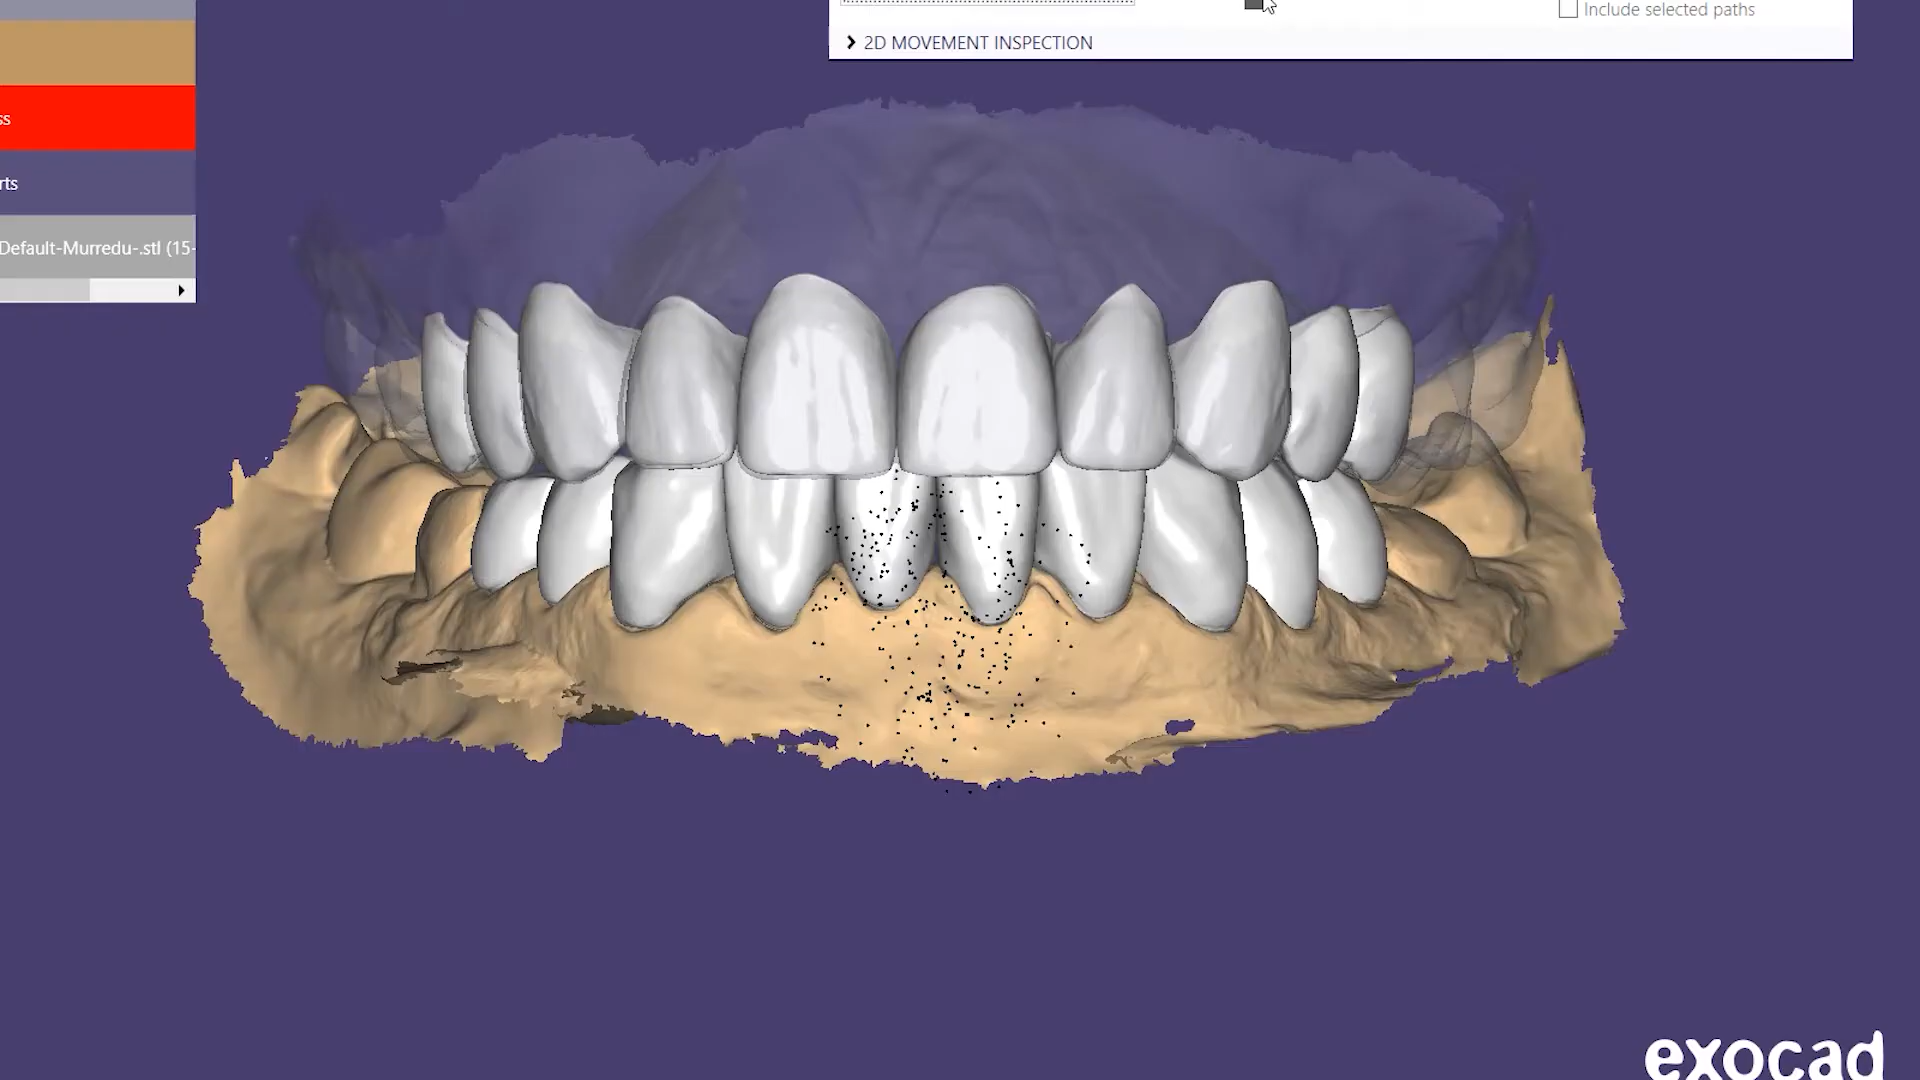 Include selected paths
2D MOVEMENT INSPECTION
ss
rts
Default-Murredu-.stl (15-
exocad